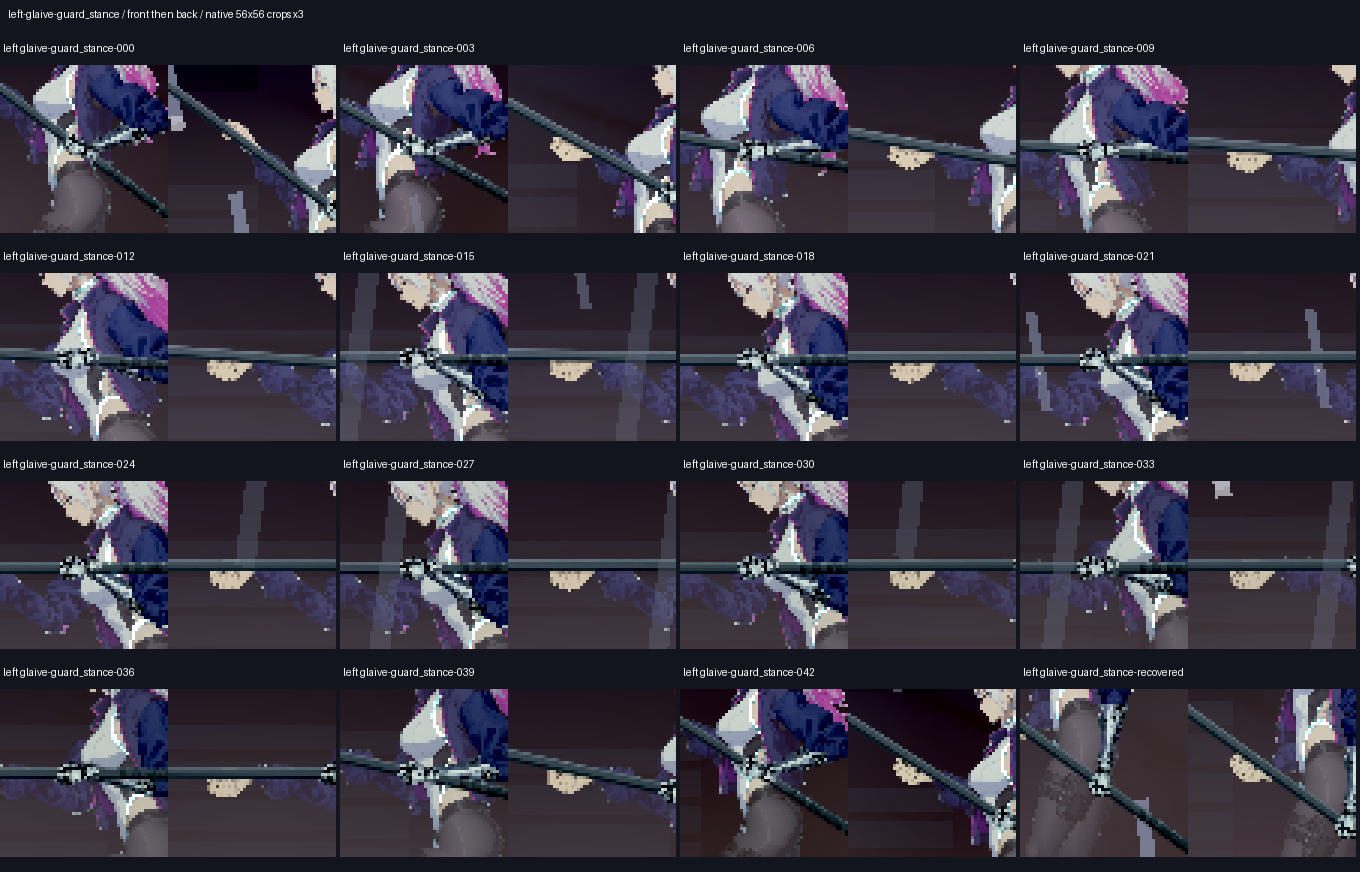 left-glaive-guard_stance / front then back / native 56x56 crops x3
left glaive-guard_stance-000
left glaive-guard_stance-003
left glaive-guard_stance-006
left glaive-guard_stance-009
left glaive-guard_stance-012
left glaive-guard_stance-015
left glaive-guard_stance-018
left glaive-guard_stance-021
left glaive-guard_stance-024
left glaive-guard_stance-027
left glaive-guard_stance-030
left glaive-guard_stance-033
left glaive-guard_stance-036
left glaive-guard_stance-039
left glaive-guard_stance-042
left glaive-guard_stance-recovered